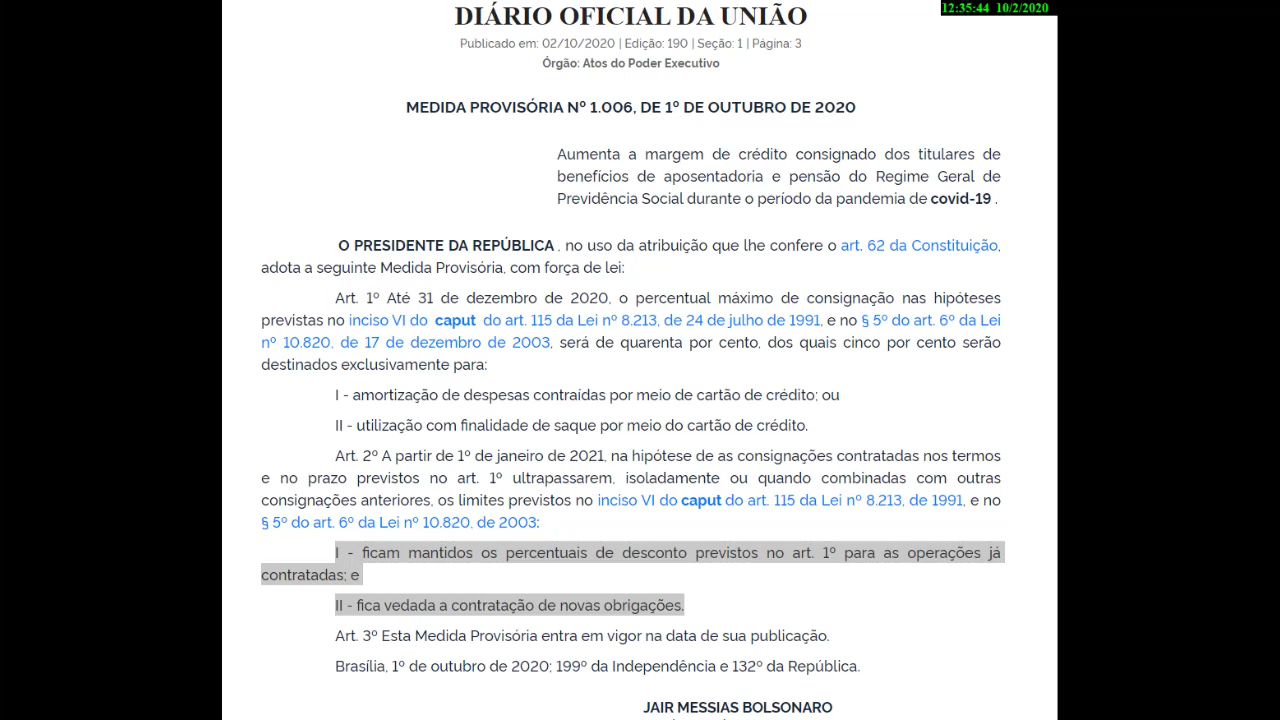 DIÁRIO OFICIAL DA UNIÃO
12:35:44 10/2/2020
Publicado em: 02/10/2020 | Edição: 190 | Seção: 1 | Página: 3
Órgão: Atos do Poder Executivo
MEDIDA PROVISÓRIA Nº 1.006, DE 1º DE OUTUBRO DE 2020
Aumenta a margem de crédito consignado dos titulares de
benefícios de aposentadoria e pensão do Regime Geral de
Previdência Social durante o período da pandemia de covid-19 .
O PRESIDENTE DA REPÚBLICA , no uso da atribuição que lhe confere o art. 62 da Constituição,
adota a seguinte Medida Provisória, com força de lei:
Art. 1º Até 31 de dezembro de 2020, o percentual máximo de consignação nas hipóteses
previstas no inciso VI do caput do art. 115 da Lei nº 8.213, de 24 de julho de 1991, e no § 5º do art. 6º da Lei
nº 10.820, de 17 de dezembro de 2003, será de quarenta por cento, dos quais cinco por cento serão
destinados exclusivamente para:
I - amortização de despesas contraídas por meio de cartão de crédito; ou
II - utilização com finalidade de saque por meio do cartão de crédito.
Art. 2º A partir de 1º de janeiro de 2021, na hipótese de as consignações contratadas nos termos
e no prazo previstos no art. 1º ultrapassarem, isoladamente ou quando combinadas com outras
consignações anteriores, os limites previstos no inciso VI do caput do art. 115 da Lei nº 8.213, de 1991, e no
§ 5º do art. 6º da Lei nº 10.820, de 2003:
I - ficam mantidos os percentuais de desconto previstos no art. 1º para as operações já
contratadas; e
II - fica vedada a contratação de novas obrigações.
Art. 3º Esta Medida Provisória entra em vigor na data de sua publicação.
Brasília, 1º de outubro de 2020; 199º da Independência e 132º da República.
JAIR MESSIAS BOLSONARO